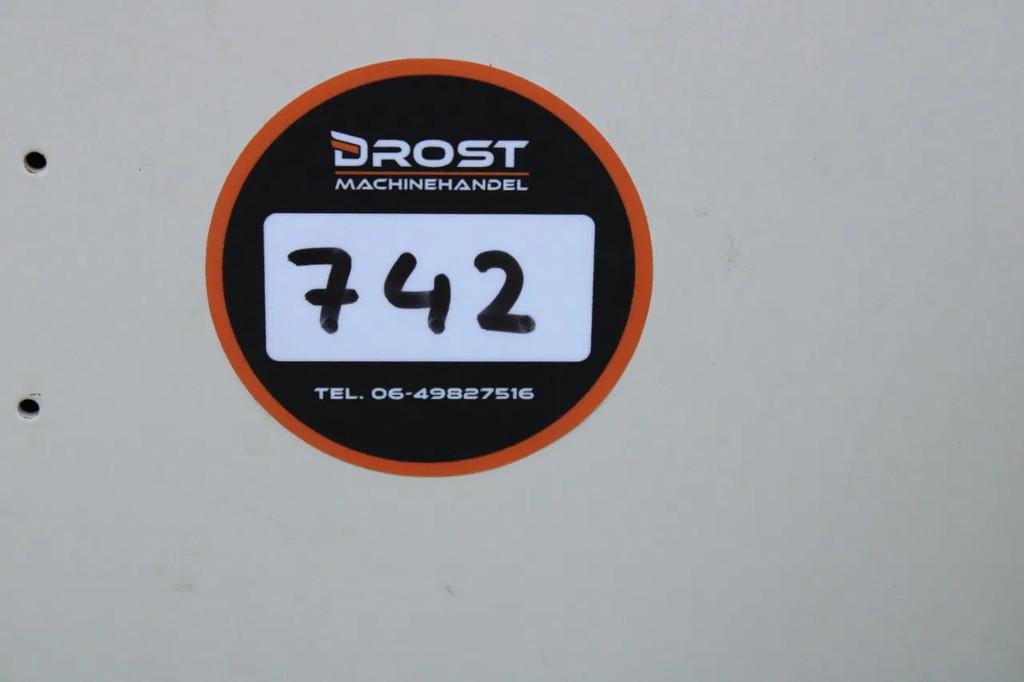 DROST
MACHINEHANDEL
742
TEL. 06-49827516